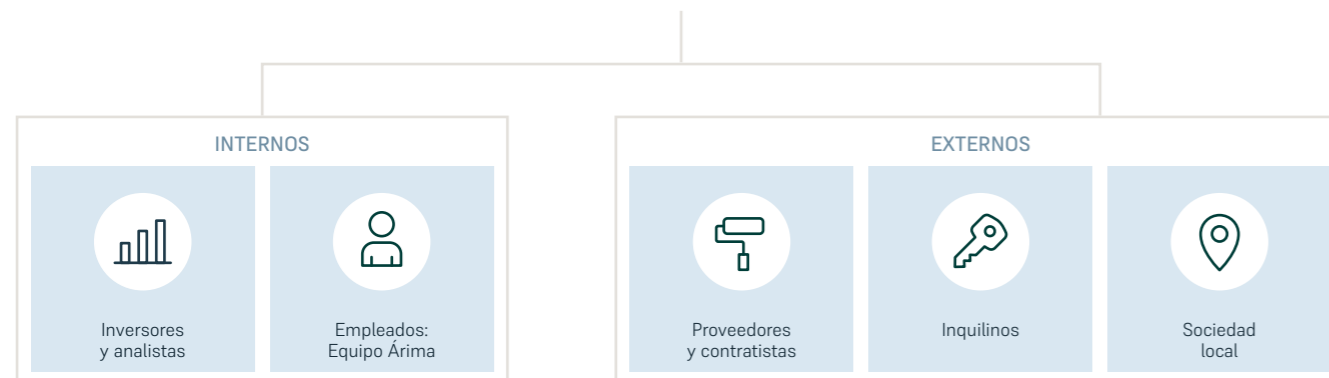 INTERNOS
Inversores
y analistas
Empleados:
Equipo Árima
EXTERNOS
Proveedores
y contratistas
Inquilinos
Sociedad
local